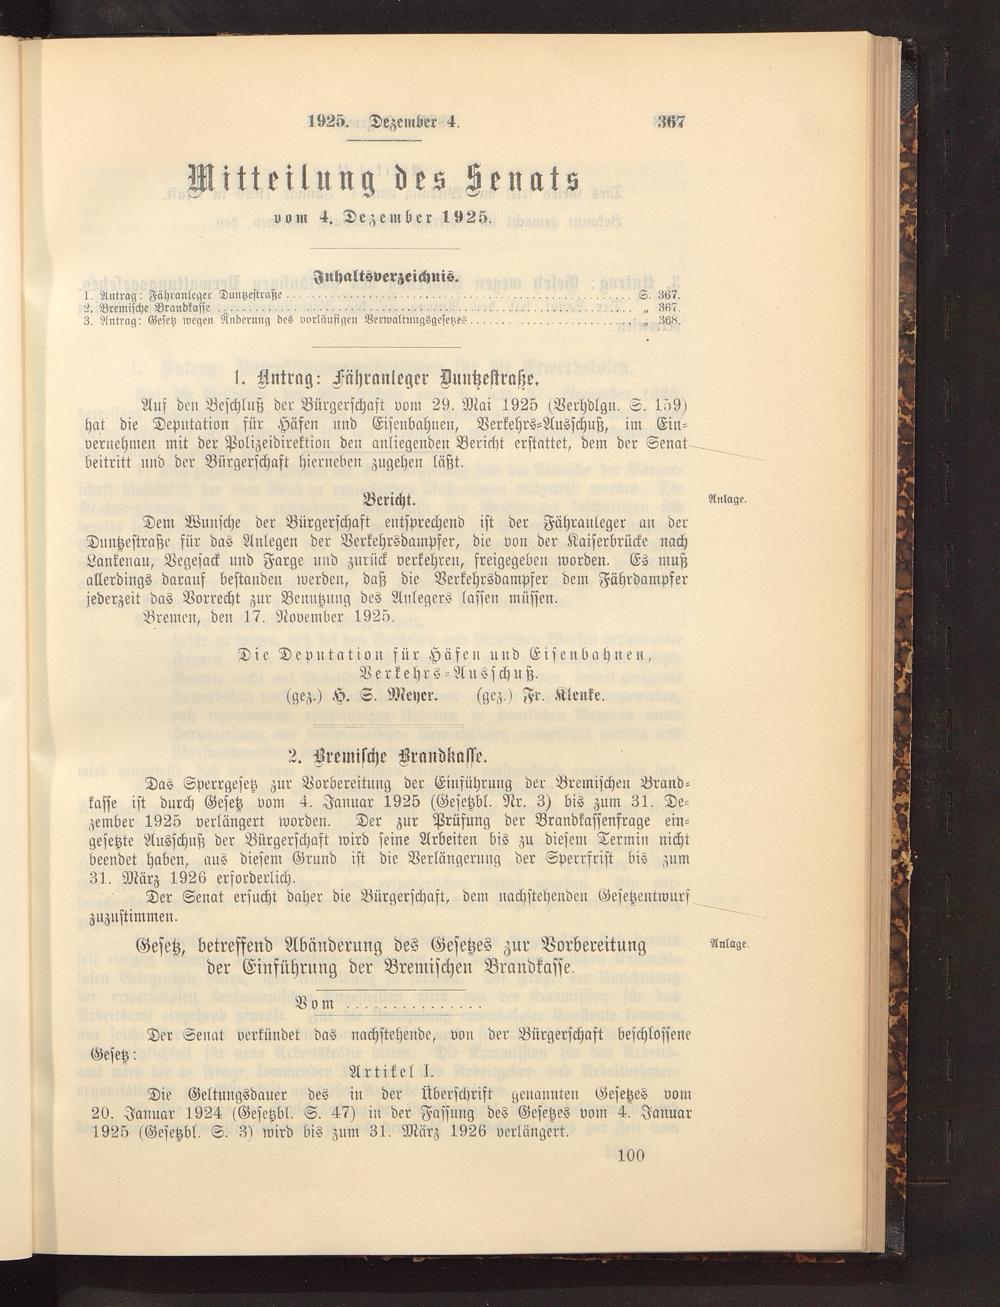 1925. Dezember 4. 367
Mitteilung des Senats
vom 4. Dezember 1925.
Inhaltsverzeichnis.
1. Antrag: Fähranleger Duntzestraße . . . . . . . . . . S. 367.
2. Bremische Brandkasse . . . . . . . . . . „ 367.
3. Antrag: Gesetz wegen Änderung des vorläufigen Verwaltungsgesetzes . . . . . . . . . . „ 368.
1. Antrag: Fähranleger Duntzestraße.
Auf den Beschluß der Bürgerschaft vom 29. Mai 1925 (Verhdlgn. S. 159)
hat die Deputation für Häfen und Eisenbahnen, Verkehrs-Ausschuß, im Ein-
vernehmen mit der Polizeidirektion den anliegenden Bericht erstattet, dem der Senat
beitritt und der Bürgerschaft hierneben zugehen läßt.
Bericht. Anlage.
Dem Wunsche der Bürgerschaft entsprechend ist der Fähranleger an der
Duntzestraße für das Anlegen der Verkehrsdampfer, die von der Kaiserbrücke nach
Lankenau, Vegesack und Farge und zurück verkehren, freigegeben worden. Es muß
allerdings darauf bestanden werden, daß die Verkehrsdampfer dem Fährdampfer
jederzeit das Vorrecht zur Benutzung des Anlegers lassen müssen.
Bremen, den 17. November 1925.
Die Deputation für Häfen und Eisenbahnen,
Verkehrs-Ausschuß.
(gez.) H. S. Meyer. (gez.) Fr. Klenke.
2. Bremische Brandkasse.
Das Sperrgesetz zur Vorbereitung der Einführung der Bremischen Brand-
kasse ist durch Gesetz vom 4. Januar 1925 (Gesetzbl. Nr. 3) bis zum 31. De-
zember 1925 verlängert worden. Der zur Prüfung der Brandkassenfrage ein-
gesetzte Ausschuß der Bürgerschaft wird seine Arbeiten bis zu diesem Termin nicht
beendet haben, aus diesem Grund ist die Verlängerung der Sperrfrist bis zum
31. März 1926 erforderlich.
Der Senat ersucht daher die Bürgerschaft, dem nachstehenden Gesetzentwurf
zuzustimmen.
Gesetz, betreffend Abänderung des Gesetzes zur Vorbereitung Anlage.
der Einführung der Bremischen Brandkasse.
Vom . . . . . . . . . . . . . . .
Der Senat verkündet das nachstehende, von der Bürgerschaft beschlossene
Gesetz:
Artikel I.
Die Geltungsdauer des in der Überschrift genannten Gesetzes vom
20. Januar 1924 (Gesetzbl. S. 47) in der Fassung des Gesetzes vom 4. Januar
1925 (Gesetzbl. S. 3) wird bis zum 31. März 1926 verlängert.
100